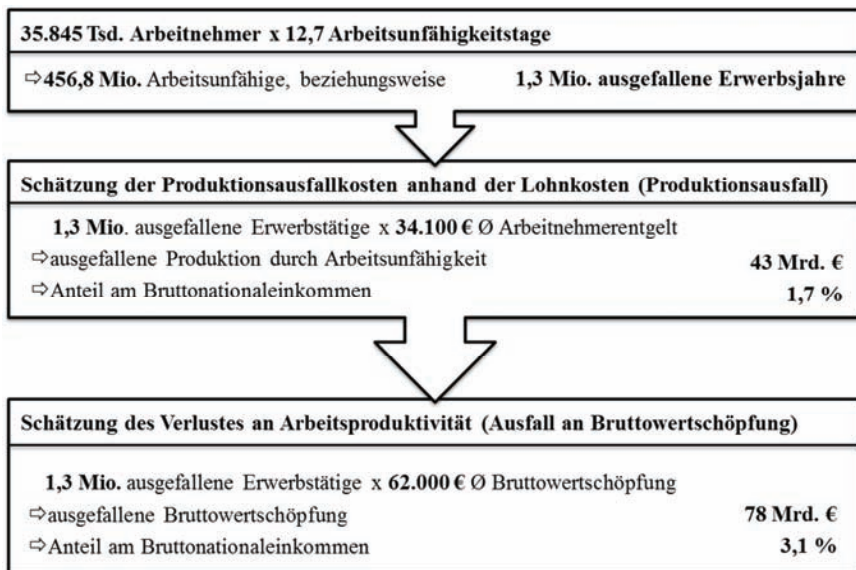 35.845 Tsd. Arbeitnehmer x 12,7 Arbeitsunfähigkeitstage
⇨456,8 Mio. Arbeitsunfähige, beziehungsweise 1,3 Mio. ausgefallene Erwerbsjahre
Schätzung der Produktionsausfallkosten anhand der Lohnkosten (Produktionsausfall)
1,3 Mio. ausgefallene Erwerbstätige x 34.100 € Ø Arbeitnehmerentgelt
⇨ausgefallene Produktion durch Arbeitsunfähigkeit 43 Mrd. €
⇨Anteil am Bruttonationaleinkommen 1,7 %
Schätzung des Verlustes an Arbeitsproduktivität (Ausfall an Bruttowertschöpfung)
1,3 Mio. ausgefallene Erwerbstätige x 62.000 € Ø Bruttowertschöpfung
⇨ausgefallene Bruttowertschöpfung 78 Mrd. €
⇨Anteil am Bruttonationaleinkommen 3,1 %